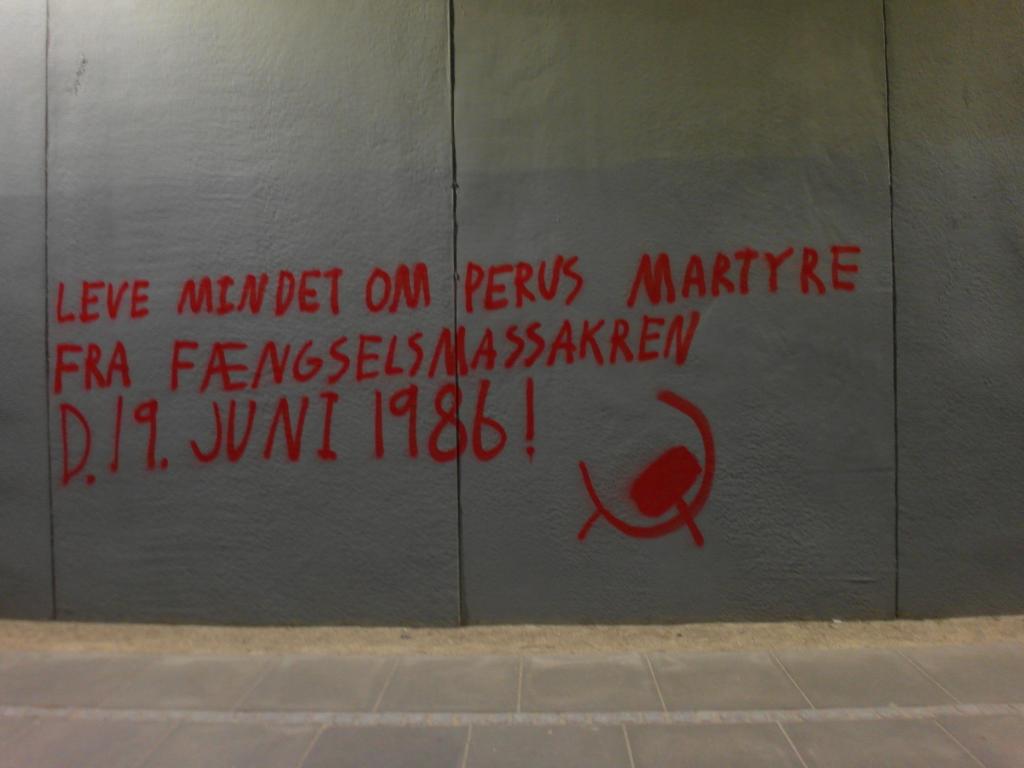 LEVE MINDET OM PERUS MARTYRE
FRA FÆNGSELSMASSAKREN
D. 19. JUNI 1986!